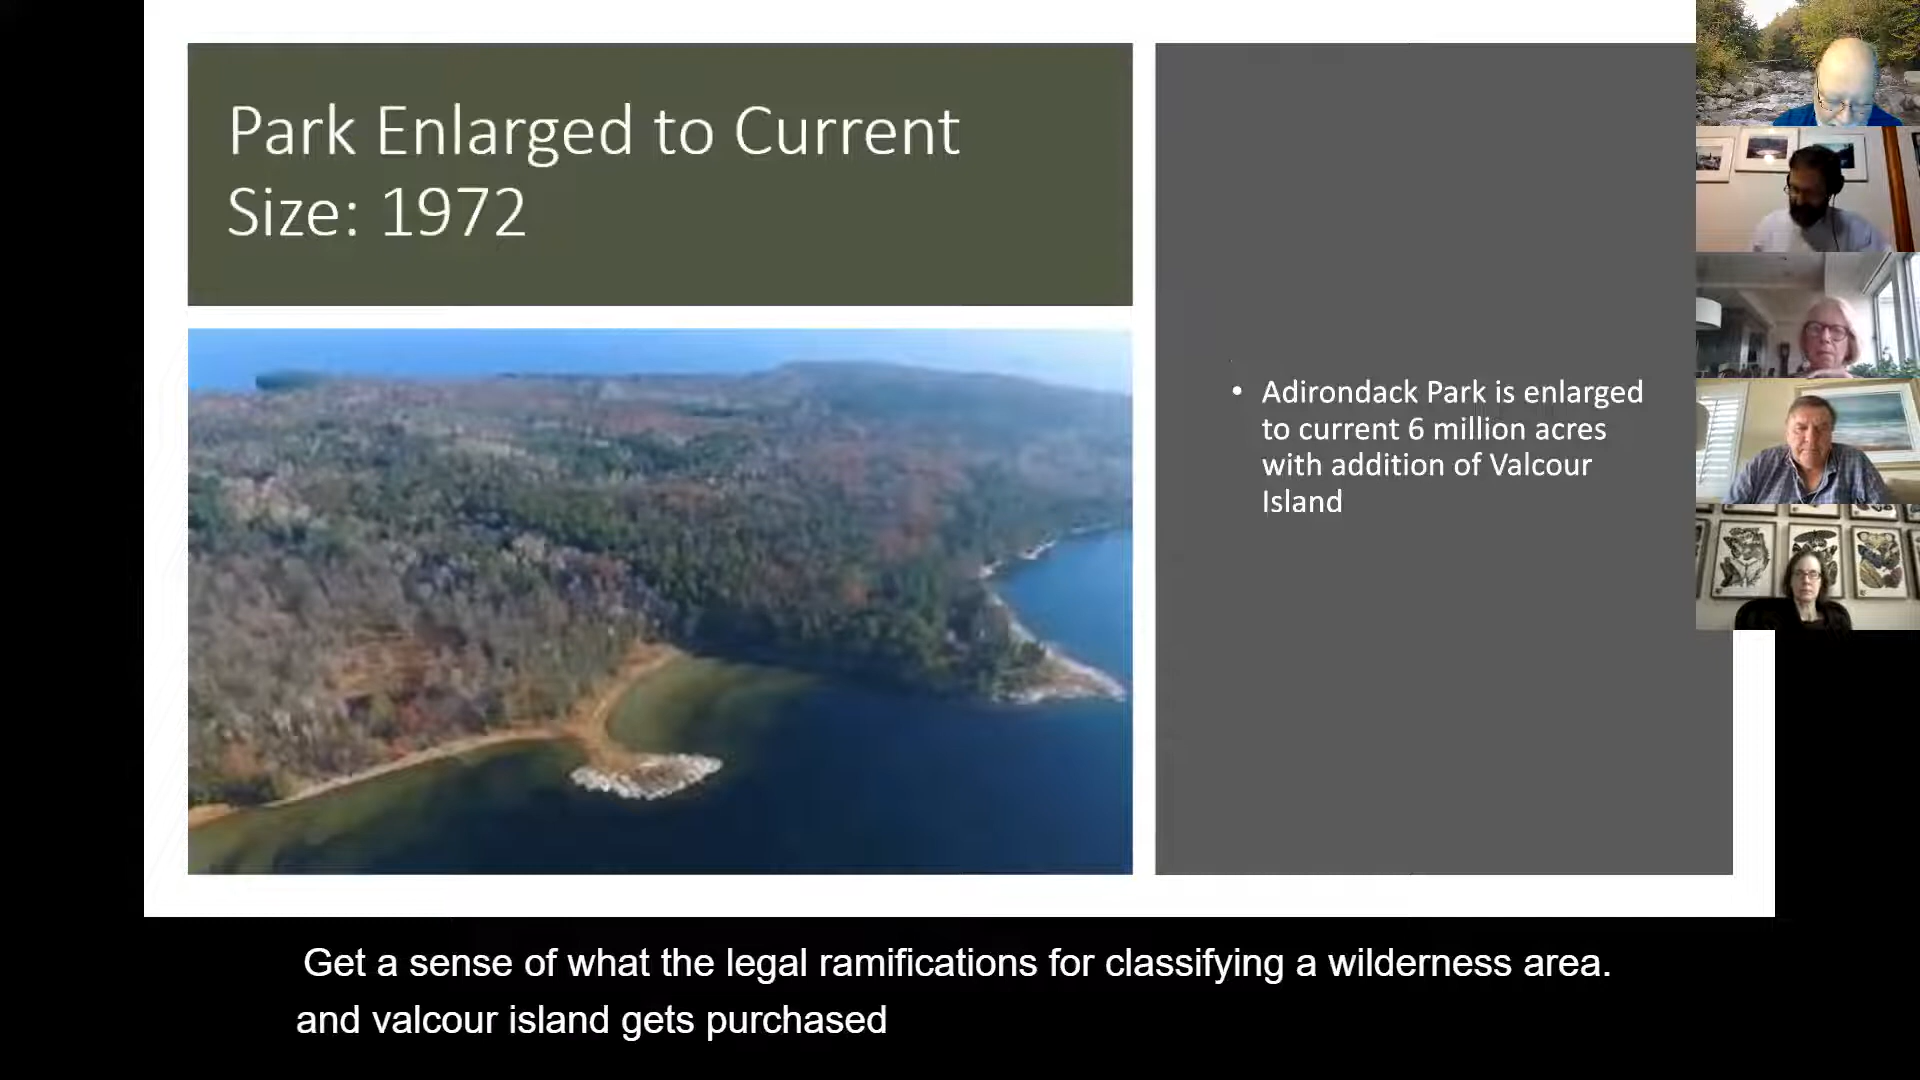 Park Enlarged to Current
Size: 1972
• Adirondack Park is enlarged
to current 6 million acres
with addition of Valcour
Island
Get a sense of what the legal ramifications for classifying a wilderness area.
and valcour island gets purchased